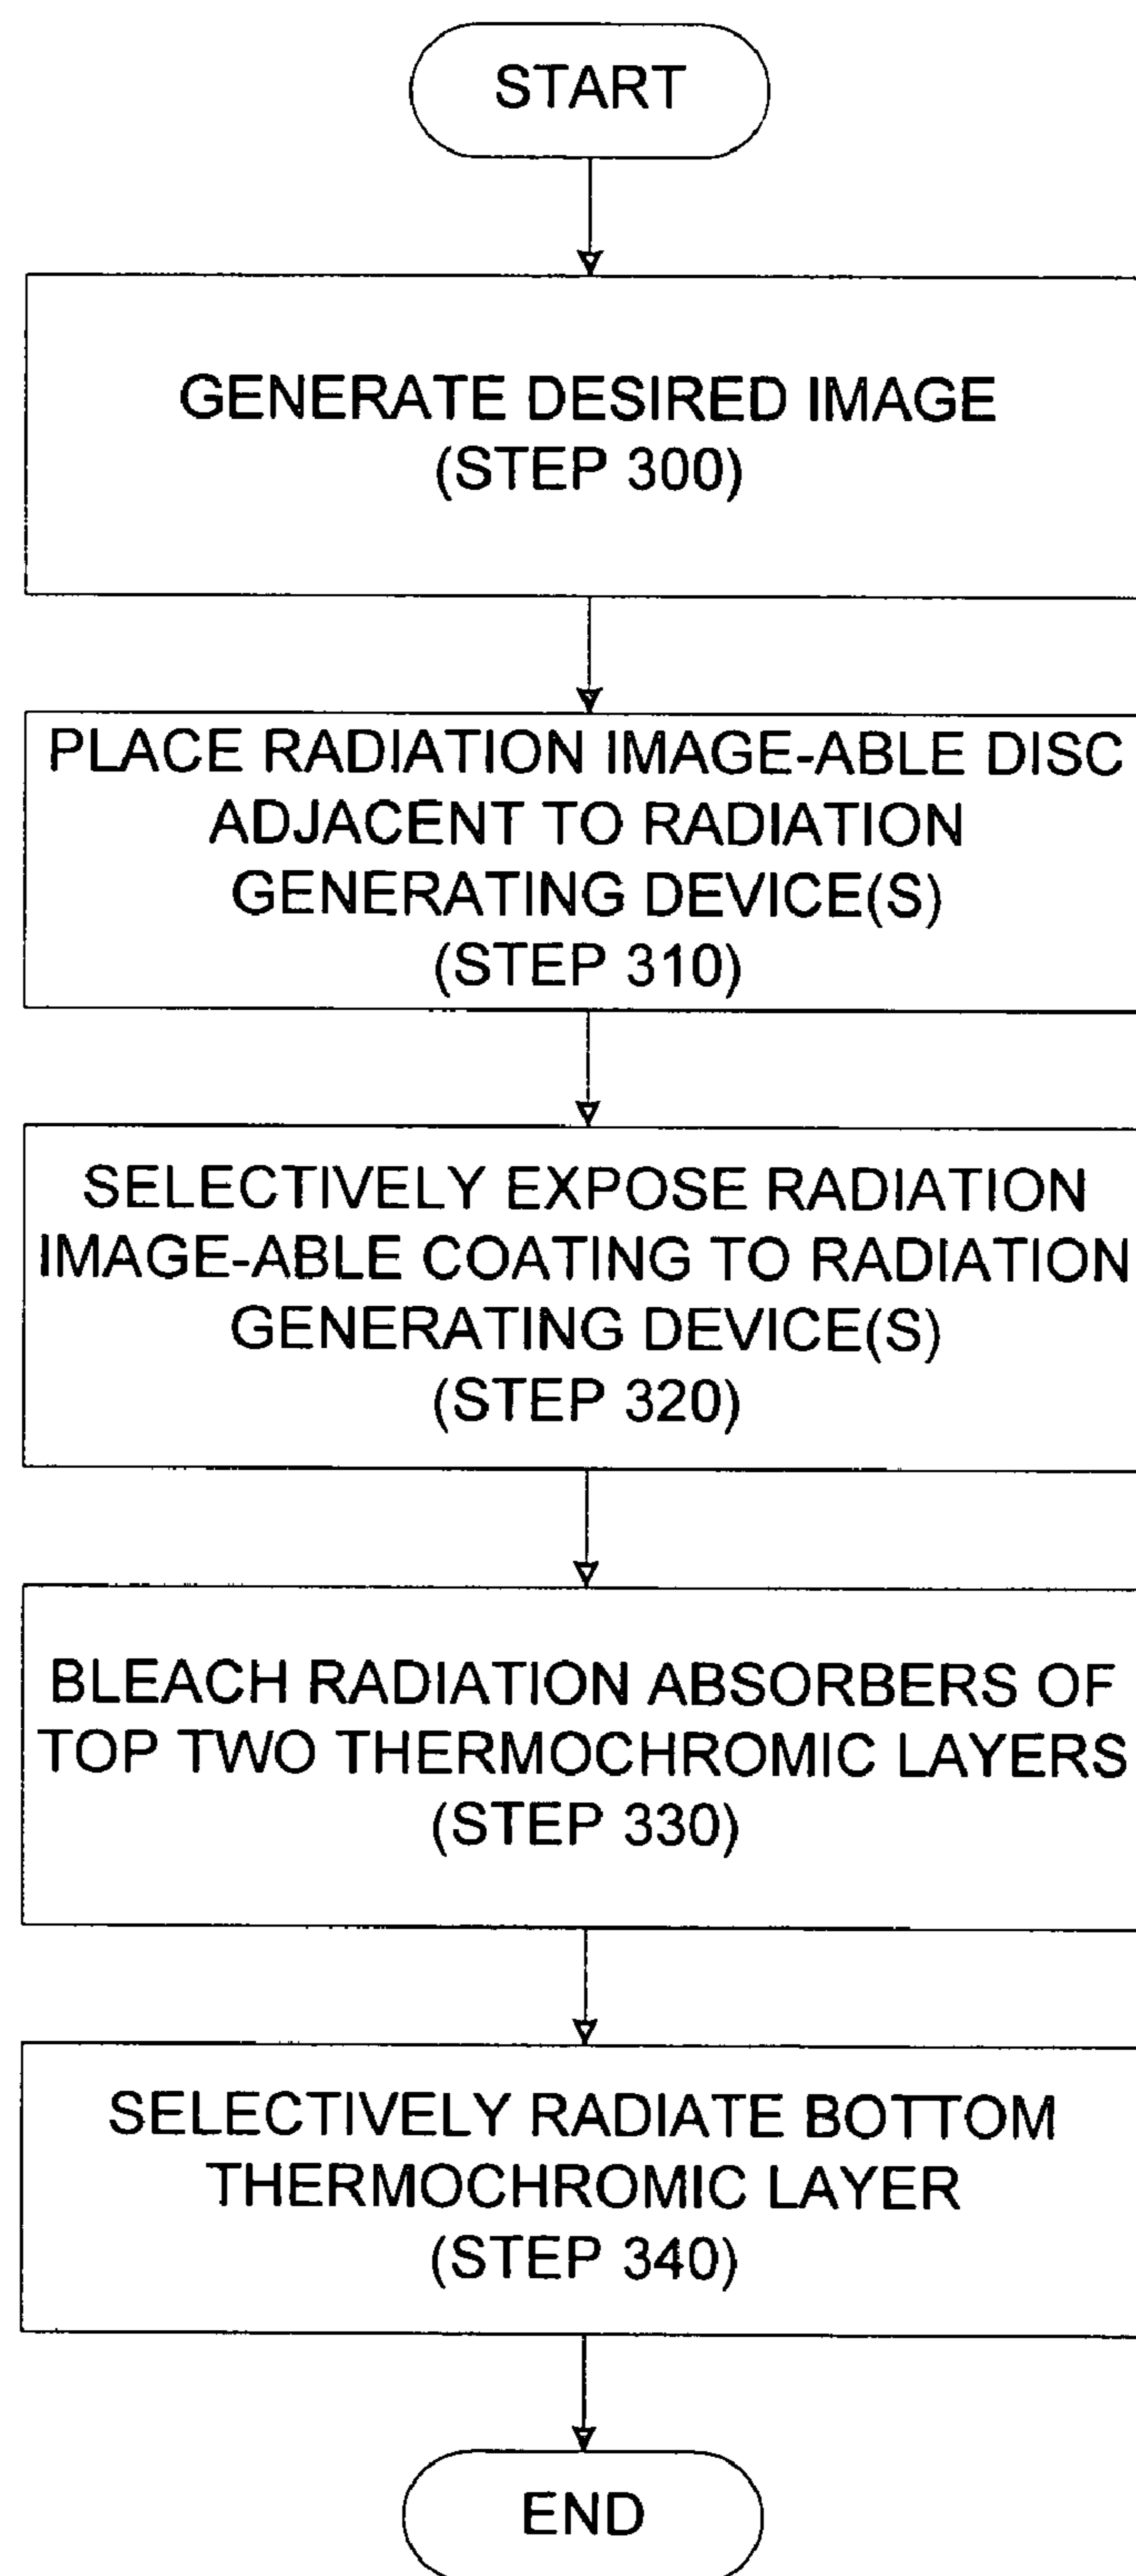 START
GENERATE DESIRED IMAGE
(STEP 300)
PLACE RADIATION IMAGE-ABLE DISC
ADJACENT TO RADIATION
GENERATING DEVICE(S)
(STEP 310)
SELECTIVELY EXPOSE RADIATION
IMAGE-ABLE COATING TO RADIATION
GENERATING DEVICE(S)
(STEP 320)
BLEACH RADIATION ABSORBERS OF
TOP TWO THERMOCHROMIC LAYERS
(STEP 330)
SELECTIVELY RADIATE BOTTOM
THERMOCHROMIC LAYER
(STEP 340)
END